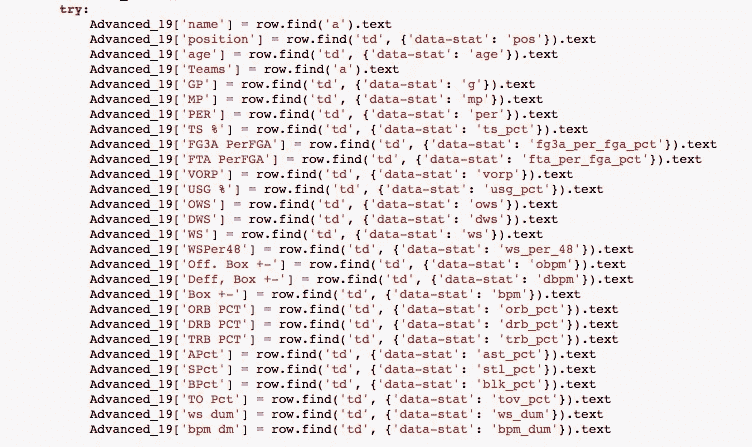 try:
Advanced_19['name'] = row.find('a').text
Advanced_19['position'] = row.find('td', {'data-stat': 'pos'}).text
Advanced_19['age'] = row.find('td', {'data-stat': 'age'}).text
Advanced_19['Teams'] = row.find('a').text
Advanced_19['GP'] = row.find('td', {'data-stat': 'g'}).text
Advanced_19['MP'] = row.find('td', {'data-stat': 'mp'}).text
Advanced_19['PER'] = row.find('td', {'data-stat': 'per'}).text
Advanced_19['TS %'] = row.find('td', {'data-stat': 'ts_pct'}).text
Advanced_19['FG3A PerFGA'] = row.find('td', {'data-stat': 'fg3a_per_fga_pct'}).text
Advanced_19['FTA PerFGA'] = row.find('td', {'data-stat': 'fta_per_fga_pct'}).text
Advanced_19['VORP'] = row.find('td', {'data-stat': 'vorp'}).text
Advanced_19['USG %'] = row.find('td', {'data-stat': 'usg_pct'}).text
Advanced_19['OWS'] = row.find('td', {'data-stat': 'ows'}).text
Advanced_19['DWS'] = row.find('td', {'data-stat': 'dws'}).text
Advanced_19['WS'] = row.find('td', {'data-stat': 'ws'}).text
Advanced_19['WSPer48'] = row.find('td', {'data-stat': 'ws_per_48'}).text
Advanced_19['Off. Box +-'] = row.find('td', {'data-stat': 'obpm'}).text
Advanced_19['Deff, Box +-'] = row.find('td', {'data-stat': 'dbpm'}).text
Advanced_19['Box +-'] = row.find('td', {'data-stat': 'bpm'}).text
Advanced_19['ORB PCT'] = row.find('td', {'data-stat': 'orb_pct'}).text
Advanced_19['DRB PCT'] = row.find('td', {'data-stat': 'drb_pct'}).text
Advanced_19['TRB PCT'] = row.find('td', {'data-stat': 'trb_pct'}).text
Advanced_19['APct'] = row.find('td', {'data-stat': 'ast_pct'}).text
Advanced_19['SPct'] = row.find('td', {'data-stat': 'stl_pct'}).text
Advanced_19['BPct'] = row.find('td', {'data-stat': 'blk_pct'}).text
Advanced_19['TO Pct'] = row.find('td', {'data-stat': 'tov_pct'}).text
Advanced_19['ws dum'] = row.find('td', {'data-stat': 'ws_dum'}).text
Advanced_19['bpm dm'] = row.find('td', {'data-stat': 'bpm_dum'}).text